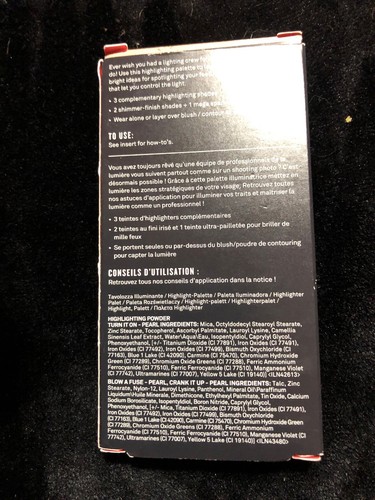 Ever wish you had a lighting crew
do! Use this highlighting palette to
bright ideas for spotlighting your
that let you control the light.
• 3 complementary highlighting shades
• 2 shimmer-finish shades + 1 mega
• Wear alone or layer over blush / contour
TO USE:
See insert for how-to's.
Vous avez toujours rêvé qu'une équipe de professionnels de la
lumière vous suivent partout comme sur un shooting photo ? C'est
désormais possible ! Grâce à cette palette illuminatrice mettez en
lumière les zones stratégiques de votre visage. Retrouvez toutes
nos astuces d'application pour illuminer vos traits et maîtriser la
lumière comme un professionnel !
• 3 teintes d'highlighters complémentaires
• 2 teintes au fini irisé et 1 teinte ultra-pailletée pour briller de
mille feux
• Se portent seules ou par-dessus du blush/poudre de contouring
pour capter la lumière
CONSEILS D'UTILISATION :
Retrouvez tous nos conseils d'application dans la notice !
Tavolozza Illuminante / Highlight-Palette / Paleta Iluminadora / Highlighter
Palet / Paleta Rozświetlaczy / Highlight-palett / Highlighterpalet /
Highlight, Palett / Палето Highlighter
HIGHLIGHTING POWDER
TURN IT ON - PEARL INGREDIENTS: Mica, Octyldodecyl Stearoyl Stearate,
Zinc Stearate, Tocopherol, Ascorbyl Palmitate, Lauroyl Lysine, Camellia
Sinensis Leaf Extract, Water\Aqua\Eau, Isopentyldiol, Caprylyl Glycol,
Phenoxyethanol, [+/- Mica, Titanium Dioxide (CI 77891), Iron Oxides (CI 77491),
Iron Oxides (CI 77492), Iron Oxides (CI 77499), Bismuth Oxychloride (CI
77163), Blue 1 Lake (CI 42090), Carmine (CI 75470), Chromium Hydroxide
Green (CI 77289), Chromium Oxide Greens (CI 77288), Ferric Ammonium
Ferrocyanide (CI 77510), Ferric Ferrocyanide (CI 77510), Manganese Violet (CI
77742), Ultramarines (CI 77007), Yellow 5 Lake (CI 19140)] <ILN42613>
BLOW A FUSE - PEARL, CRANK IT UP - PEARL INGREDIENTS: Talc, Zinc
Stearate, Nylon-12, Lauroyl Lysine, Panthenol, Mineral Oil\Paraffinum
Liquidum\Huile Minerale, Dimethicone, Ethylhexyl Palmitate, Tin Oxide, Calcium
Sodium Borosilicate, Isopentyldiol, Boron Nitride, Caprylyl Glycol,
Phenoxyethanol, [+/- Mica, Titanium Dioxide (CI 77891), Iron Oxides (CI 77491),
Iron Oxides (CI 77492), Iron Oxides (CI 77499), Bismuth Oxychloride
(CI 77163), Blue 1 Lake (CI 42090), Carmine (CI 75470), Chromium Hydroxide Green
(CI 77289), Chromium Oxide Greens (CI 77288), Ferric Ammonium
Ferrocyanide (CI 77510), Ferric Ferrocyanide (CI 77510), Manganese Violet (CI
77742), Ultramarines (CI 77007), Yellow 5 Lake (CI 19140)] <ILN43480>